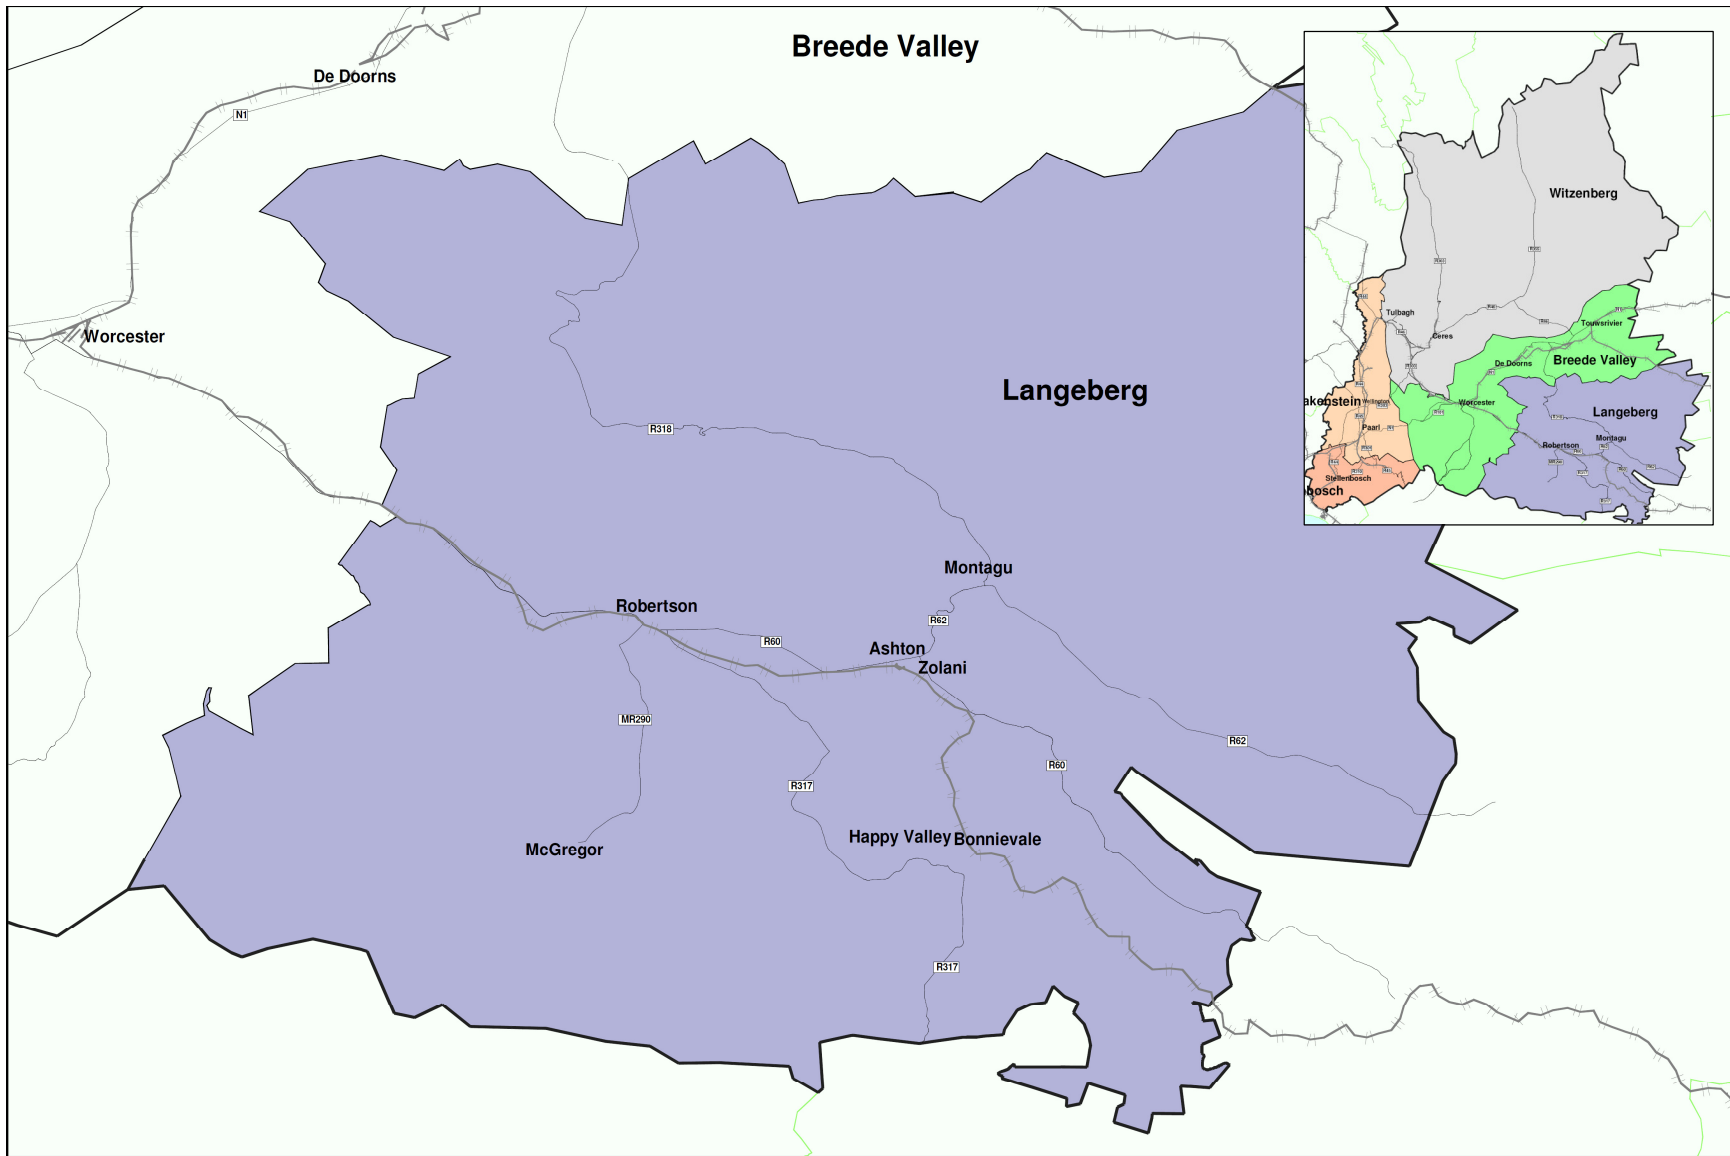 Breede Valley
De Doorns
N1
Worcester
Langeberg
R318
Montagu
Robertson
R62
R60
Ashton
Zolani
MR290
R62
R60
R317
Happy Valley
Bonnievale
McGregor
R317
Witzenberg
Tulbagh
Ceres
Touwsrivier
De Doorns
Breede Valley
akenstein
Wellington
Worcester
Langeberg
Paarl
Robertson
Montagu
Stellenbosch
bosch